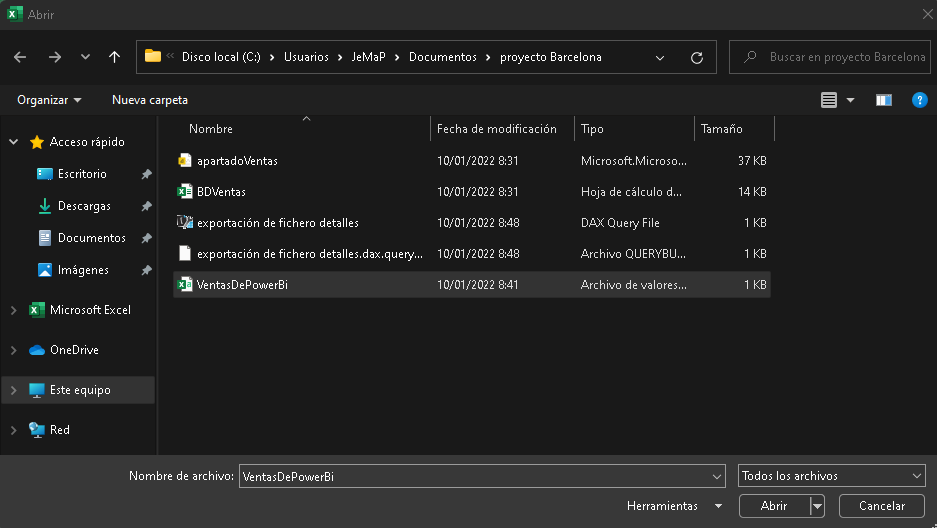 Abrir
Disco local (C:) > Usuarios > JeMaP > Documentos > proyecto Barcelona
Buscar en proyecto Barcelona
Organizar
Nueva carpeta
Nombre Fecha de modificación Tipo Tamaño
Acceso rápido
Escritorio
Descargas
Documentos
Imágenes
Microsoft Excel
OneDrive
Este equipo
Red
apartadoVentas 10/01/2022 8:31 Microsoft.Microso... 37 KB
BDVentas 10/01/2022 8:31 Hoja de cálculo d... 14 KB
exportación de fichero detalles 10/01/2022 8:48 DAX Query File 1 KB
exportación de fichero detalles.dax.query... 10/01/2022 8:48 Archivo QUERYBU... 1 KB
VentasDePowerBi 10/01/2022 8:41 Archivo de valores... 1 KB
Nombre de archivo: VentasDePowerBi
Todos los archivos
Herramientas
Abrir
Cancelar